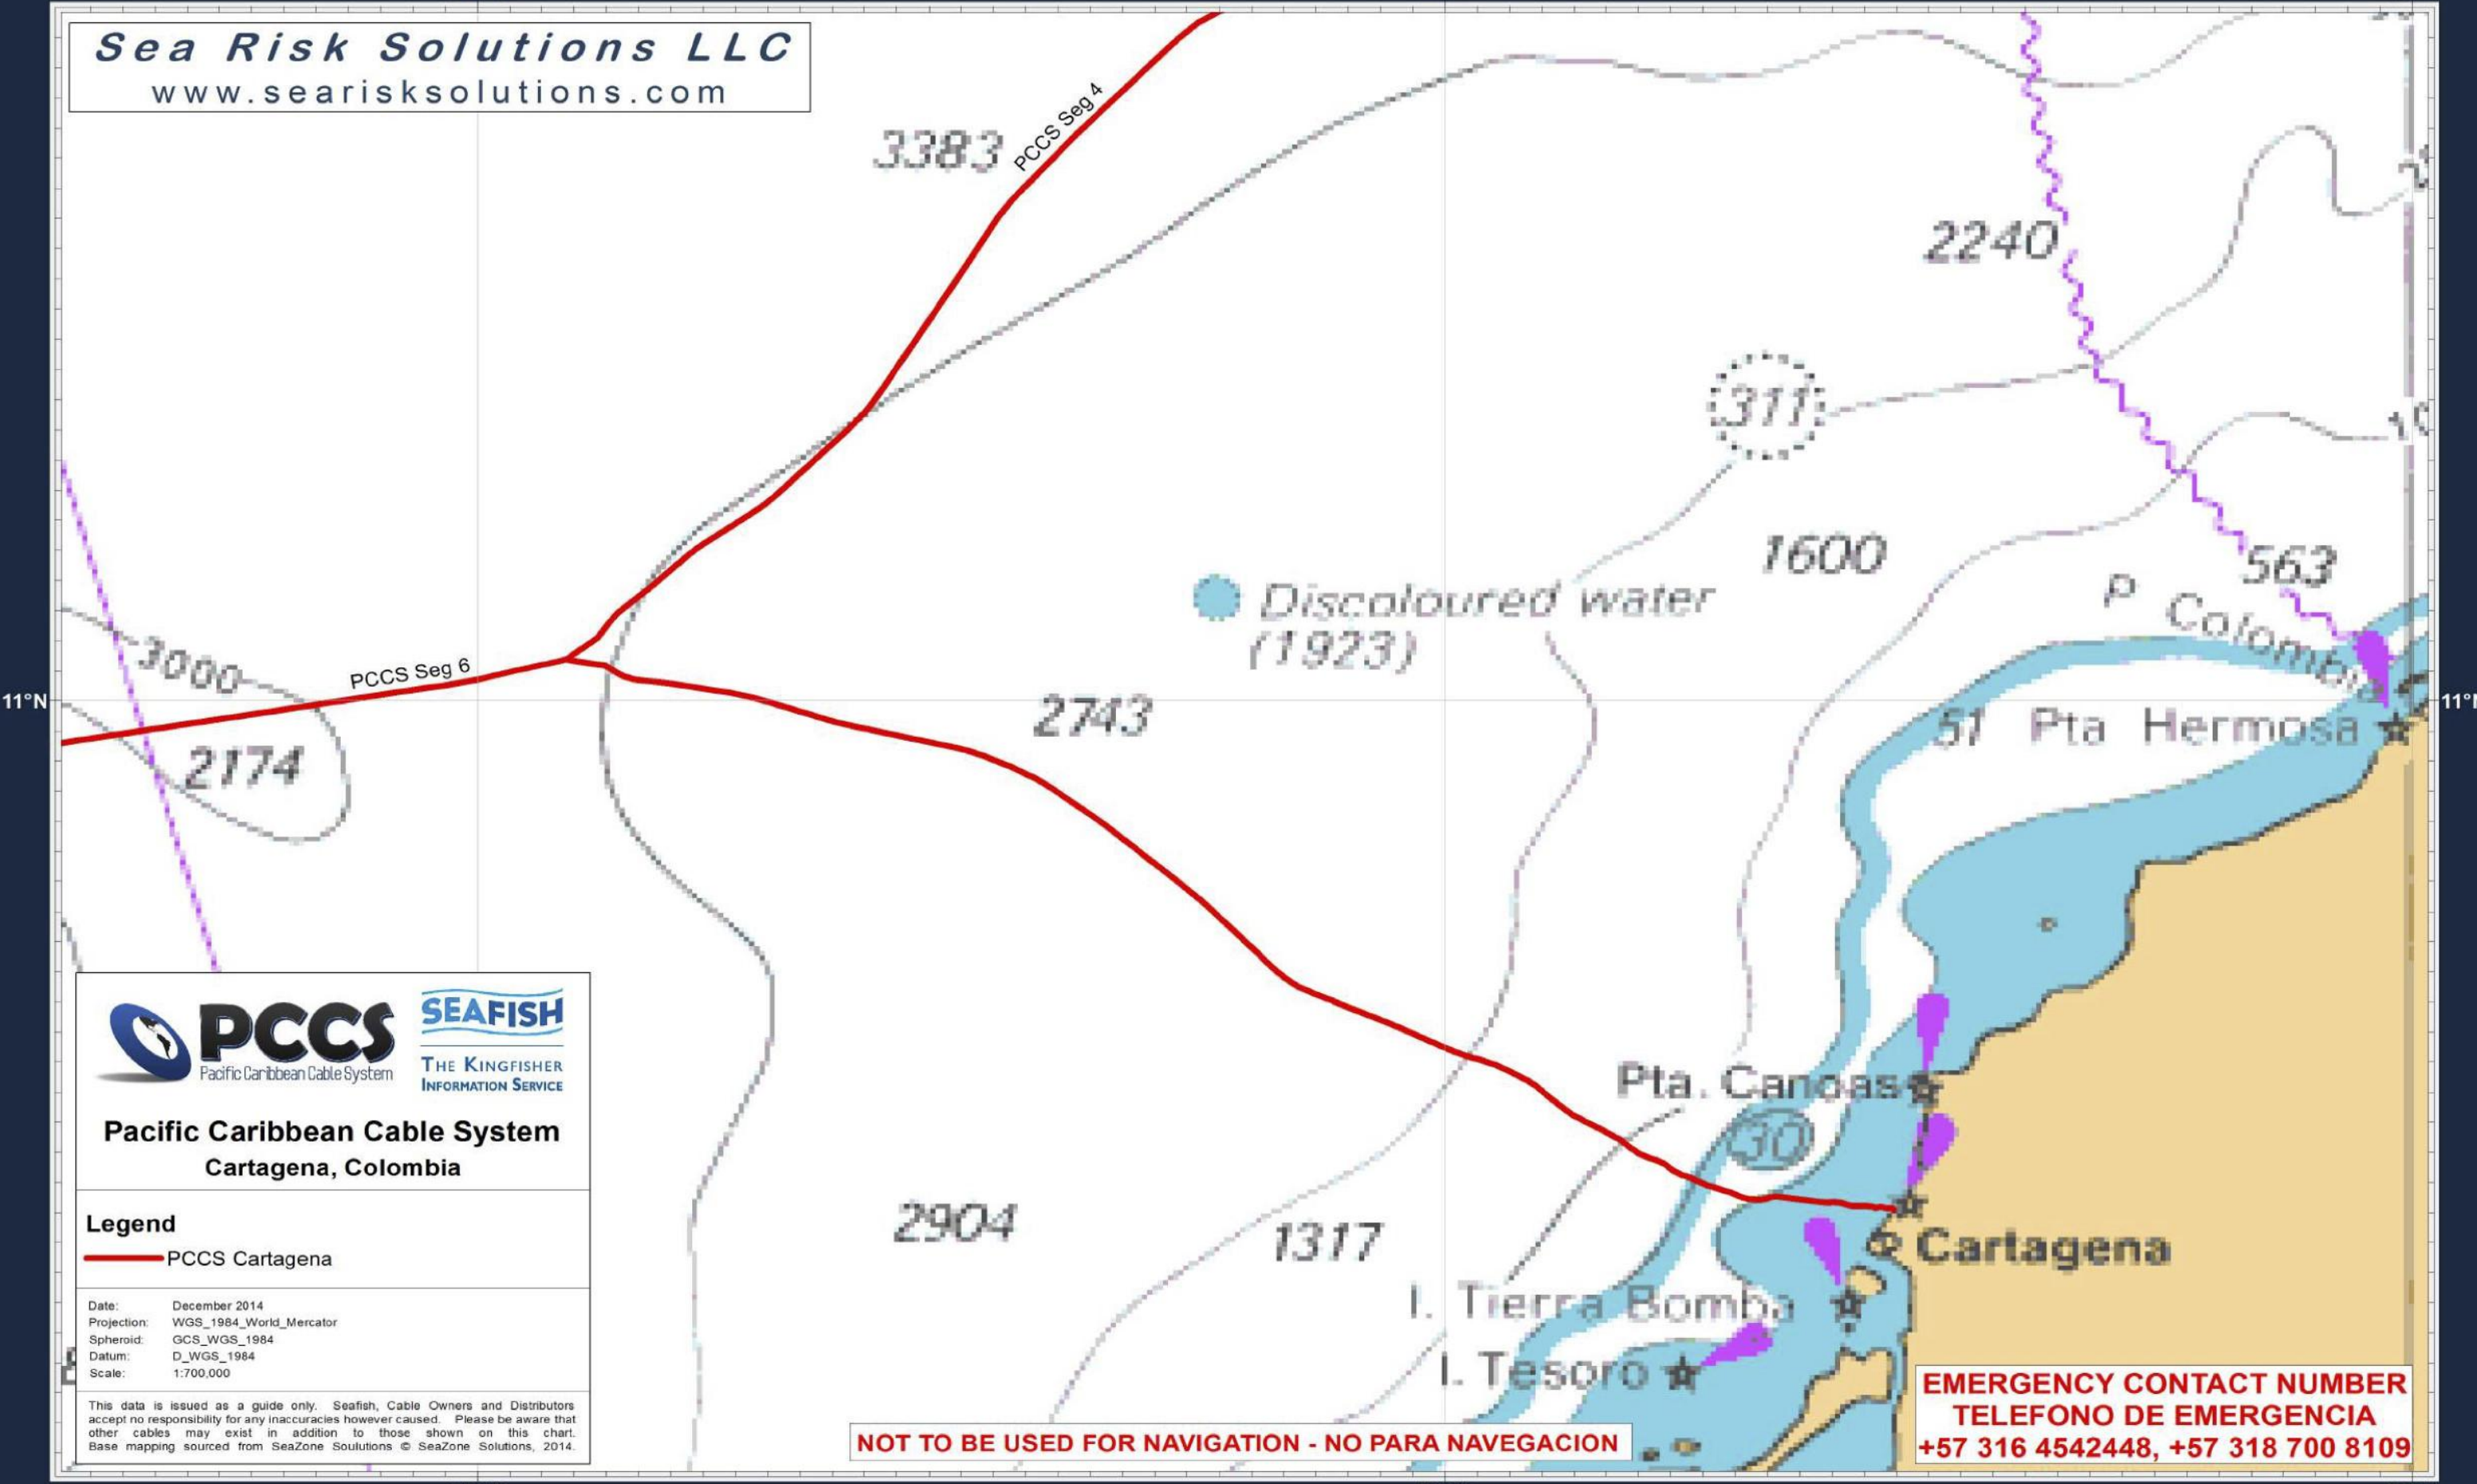 Sea Risk Solutions LLC
www.searisksolutions.com
3383
PCCS Seg 4
2240
311
1600
563
P Colombia
Discoloured water
(1923)
3000
PCCS Seg 6
11°N
11°N
2743
51 Pta Hermosa
2174
PCCS
Pacific Caribbean Cable System
SEAFISH
THE KINGFISHER
INFORMATION SERVICE
Pacific Caribbean Cable System
Cartagena, Colombia
Legend
PCCS Cartagena
Date: December 2014
Projection: WGS_1984_World_Mercator
Spheroid: GCS_WGS_1984
Datum: D_WGS_1984
Scale: 1:700,000
This data is issued as a guide only. Seafish, Cable Owners and Distributors
accept no responsibility for any inaccuracies however caused. Please be aware that
other cables may exist in addition to those shown on this chart.
Base mapping sourced from SeaZone Soulutions © SeaZone Solutions, 2014.
Pta. Canoas
30
2904
1317
Cartagena
I. Tierra Bomba
I. Tesoro
NOT TO BE USED FOR NAVIGATION - NO PARA NAVEGACION
EMERGENCY CONTACT NUMBER
TELEFONO DE EMERGENCIA
+57 316 4542448, +57 318 700 8109